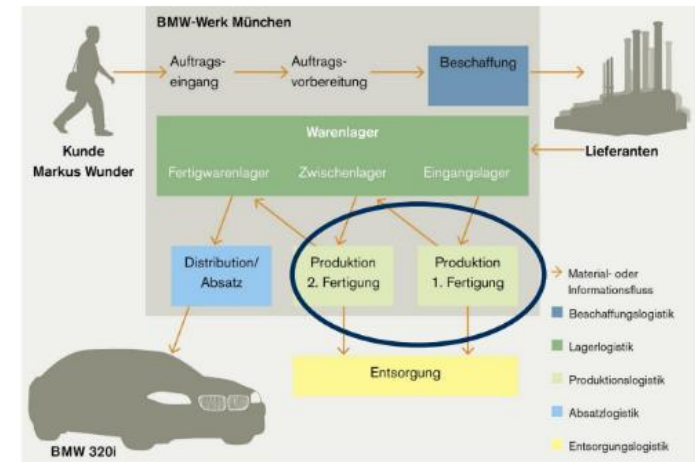 BMW-Werk München
Auftrags-
eingang
Auftrags-
vorbereitung
Beschaffung
Kunde
Markus Wunder
Lieferanten
Warenlager
Fertigwarenlager
Zwischenlager
Eingangslager
Distribution/
Absatz
Produktion
2. Fertigung
Produktion
1. Fertigung
Entsorgung
BMW 320i
Material- oder
Informationsfluss
Beschaffungslogistik
Lagerlogistik
Produktionslogistik
Absatzlogistik
Entsorgungslogistik